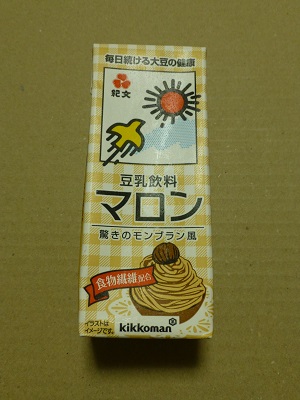 毎日続ける大豆の健康
紀文
豆乳飲料
マロン
驚きのモンブラン風
食物繊維配合
イラストは
イメージです。
kikkoman